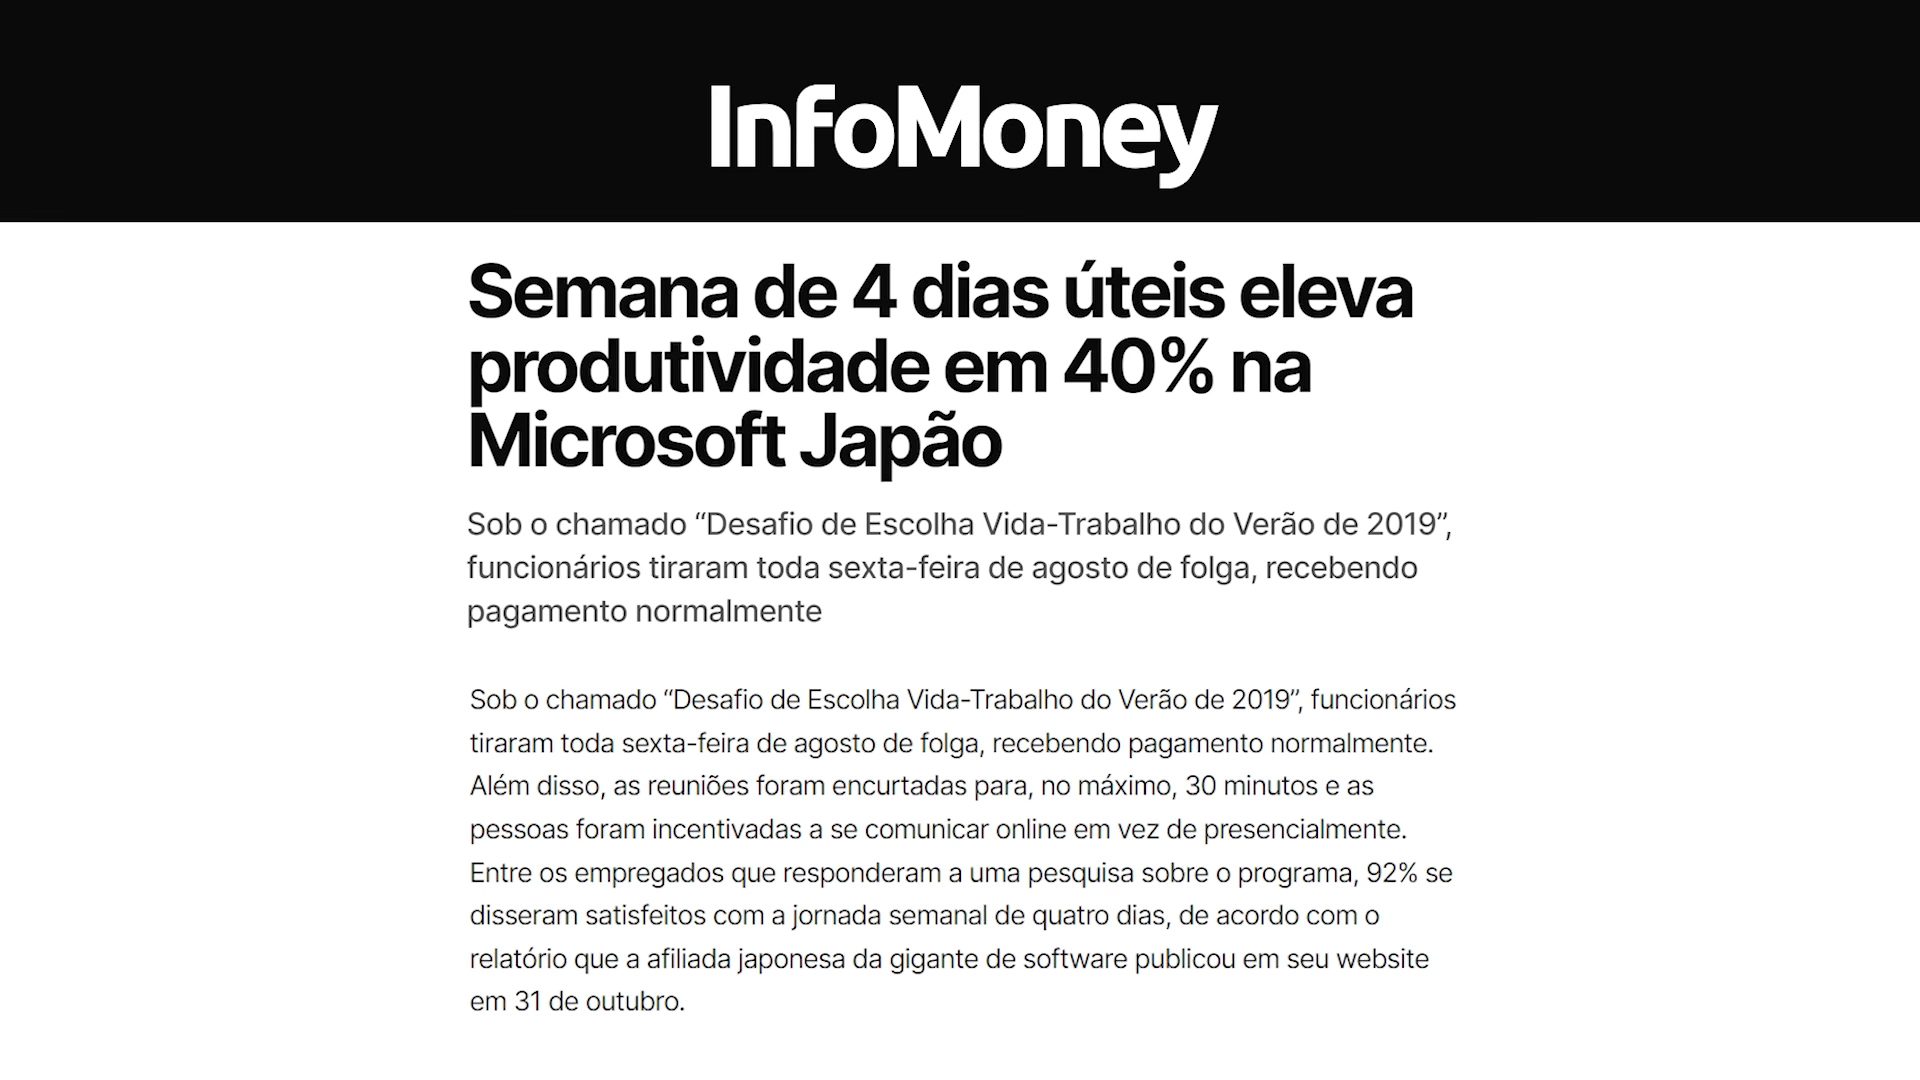 InfoMoney
Semana de 4 dias úteis eleva
produtividade em 40% na
Microsoft Japão
Sob o chamado “Desafio de Escolha Vida-Trabalho do Verão de 2019”,
funcionários tiraram toda sexta-feira de agosto de folga, recebendo
pagamento normalmente
Sob o chamado “Desafio de Escolha Vida-Trabalho do Verão de 2019”, funcionários
tiraram toda sexta-feira de agosto de folga, recebendo pagamento normalmente.
Além disso, as reuniões foram encurtadas para, no máximo, 30 minutos e as
pessoas foram incentivadas a se comunicar online em vez de presencialmente.
Entre os empregados que responderam a uma pesquisa sobre o programa, 92% se
disseram satisfeitos com a jornada semanal de quatro dias, de acordo com o
relatório que a afiliada japonesa da gigante de software publicou em seu website
em 31 de outubro.